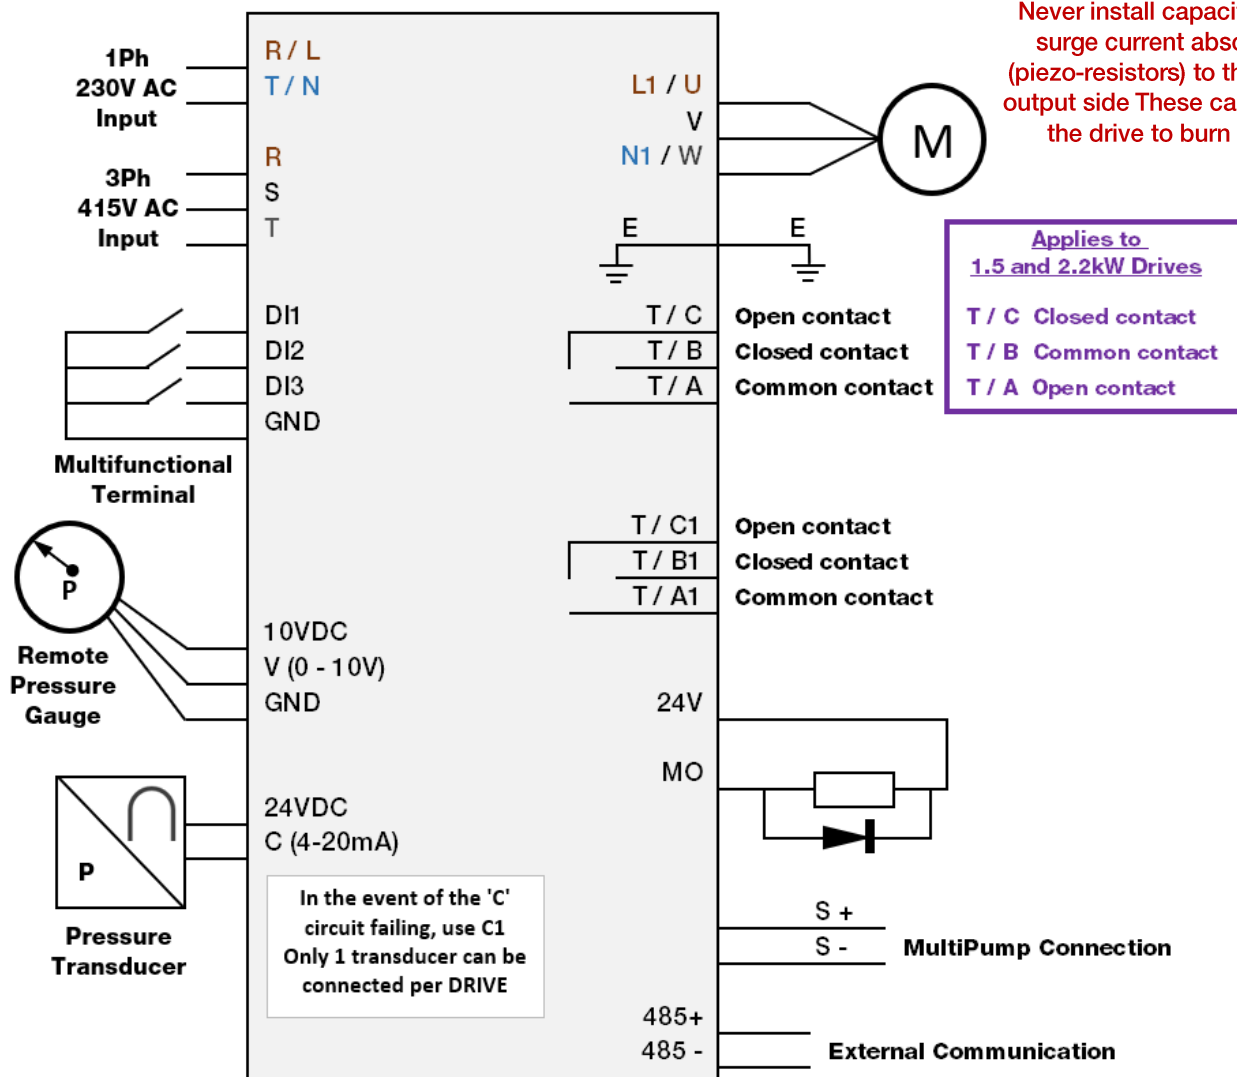 Never install capaci
surge current abso
(piezo-resistors) to th
output side These ca
the drive to burn
1Ph
230V AC
Input
R / L
T / N
L1 / U
V
N1 / W
M
3Ph
415V AC
Input
R
S
T
E
E
Applies to
1.5 and 2.2kW Drives
T / C Closed contact
T / B Common contact
T / A Open contact
DI1
DI2
DI3
GND
Multifunctional
Terminal
T / C Open contact
T / B Closed contact
T / A Common contact
T / C1 Open contact
T / B1 Closed contact
T / A1 Common contact
P
Remote
Pressure
Gauge
10VDC
V (0 - 10V)
GND
24V
MO
24VDC
C (4-20mA)
P
Pressure
Transducer
In the event of the 'C'
circuit failing, use C1
Only 1 transducer can be
connected per DRIVE
S +
S -
MultiPump Connection
485+
485 -
External Communication